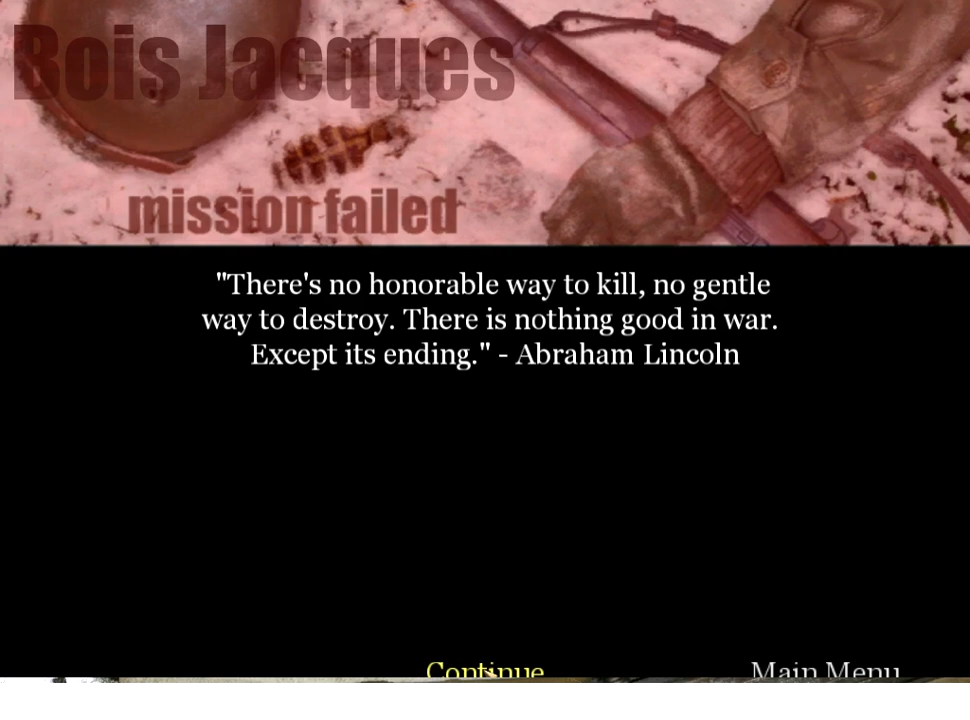 Bois Jacques
mission failed
"There's no honorable way to kill, no gentle
way to destroy. There is nothing good in war.
Except its ending." - Abraham Lincoln
Continue
Main Menu